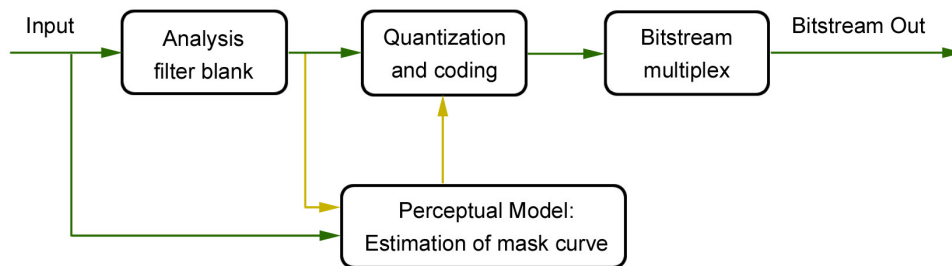 Input
Analysis
filter blank
Quantization
and coding
Bitstream
multiplex
Bitstream Out
Perceptual Model:
Estimation of mask curve